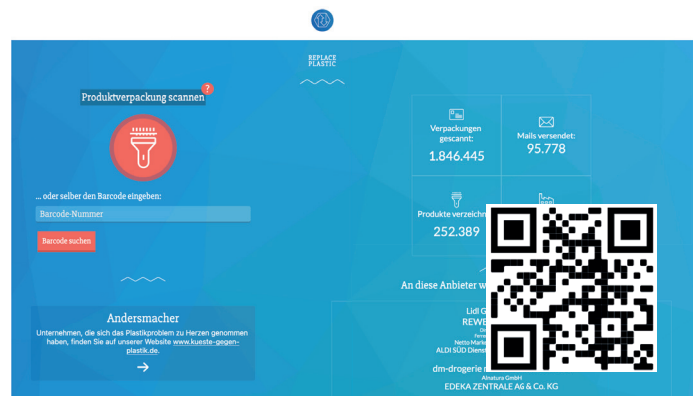 REPLACE
PLASTIC
Produktverpackung scannen
?
... oder selber den Barcode eingeben:
Barcode-Nummer
Barcode suchen
Andersmacher
Unternehmen, die sich das Plastikproblem zu Herzen genommen
haben, finden Sie auf unserer Website www.kueste-gegen-
plastik.de.
Verpackungen
gescannt:
1.846.445
Mails versendet:
95.778
Produkte verzeichn
252.389
An diese Anbieter w
Lidl G
REWE
Netto Marke
ALDI SÜD Dienst
dm-drogerie
Alnatura GmbH
EDEKA ZENTRALE AG & Co. KG